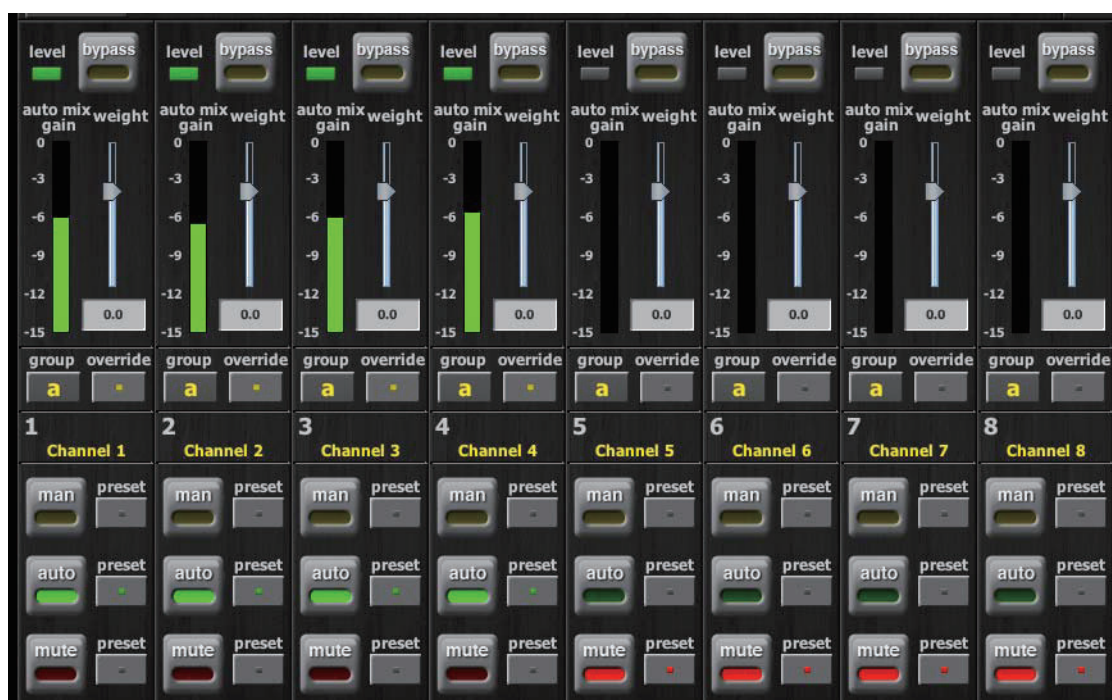 level bypass level bypass level bypass level bypass level bypass level bypass level bypass level bypass
auto mix weight auto mix weight auto mix weight auto mix weight auto mix weight auto mix weight auto mix weight auto mix weight
gain gain gain gain gain gain gain gain
0 0 0 0 0 0 0 0
-3 -3 -3 -3 -3 -3 -3 -3
-6 -6 -6 -6 -6 -6 -6 -6
-9 -9 -9 -9 -9 -9 -9 -9
-12 -12 -12 -12 -12 -12 -12 -12
0.0 0.0 0.0 0.0 0.0 0.0 0.0 0.0
-15 -15 -15 -15 -15 -15 -15 -15
group override group override group override group override group override group override group override group override
a a a a a a a a
1 2 3 4 5 6 7 8
Channel 1 Channel 2 Channel 3 Channel 4 Channel 5 Channel 6 Channel 7 Channel 8
man preset man preset man preset man preset man preset man preset man preset man preset
auto preset auto preset auto preset auto preset auto preset auto preset auto preset auto preset
mute preset mute preset mute preset mute preset mute preset mute preset mute preset mute preset